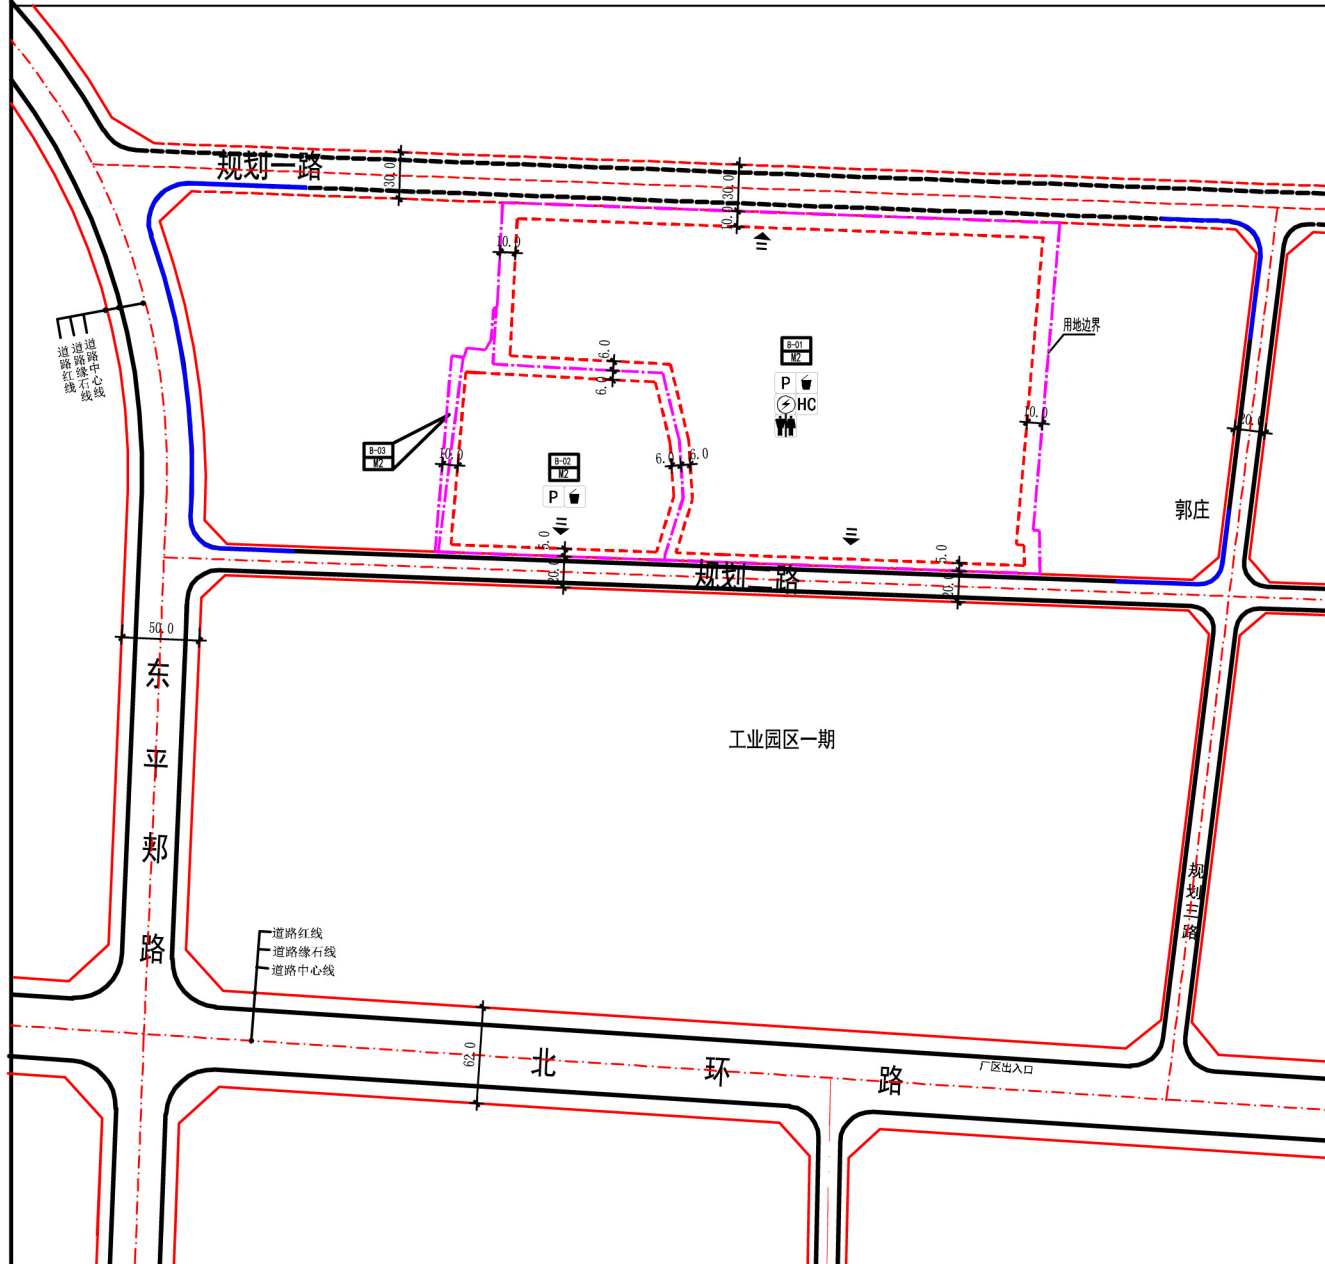 规划一路
30.0
30.0
10.0
10.0
用地边界
道路中心线
道路缘石线
道路红线
6.0
6.0
B-01
M2
P
HC
10.0
20.0
B-03
M2
10.0
B-02
M2
P
6.0
6.0
郭庄
5.0
5.0
20.0
规划二路
20.0
50.0
东平郏路
工业园区一期
规划三路
道路红线
道路缘石线
道路中心线
62.0
北环路
厂区出入口